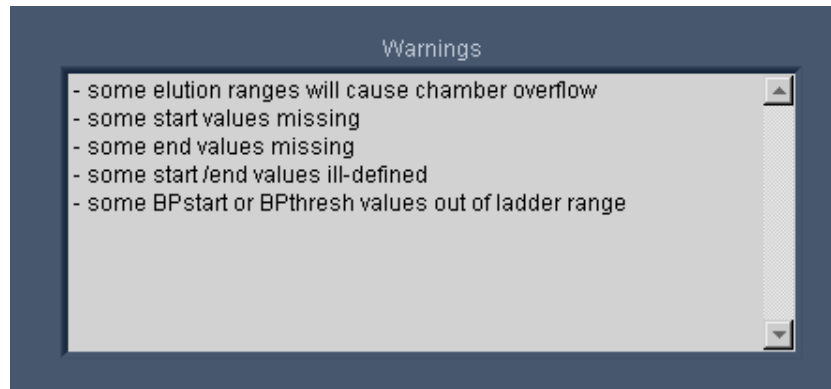 Warnings
- some elution ranges will cause chamber overflow
- some start values missing
- some end values missing
- some start /end values ill-defined
- some BPstart or BPthresh values out of ladder range